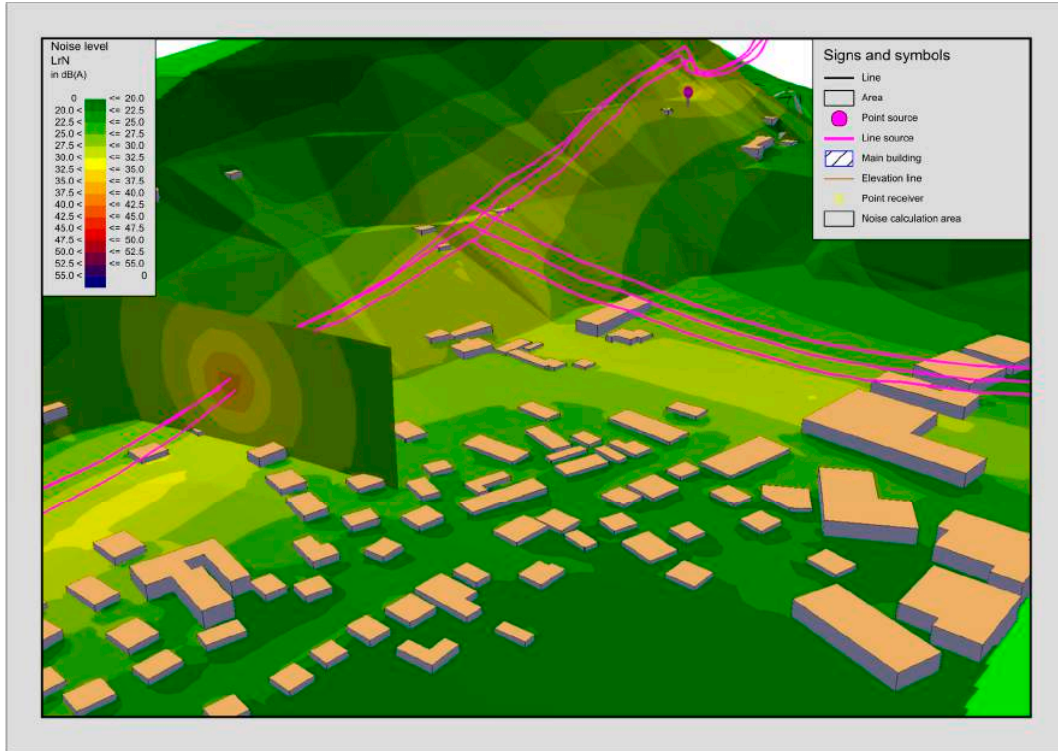 Noise level
LrN
in dB(A)
0 <= 20.0
20.0 < <= 22.5
22.5 < <= 25.0
25.0 < <= 27.5
27.5 < <= 30.0
30.0 < <= 32.5
32.5 < <= 35.0
35.0 < <= 37.5
37.5 < <= 40.0
40.0 < <= 42.5
42.5 < <= 45.0
45.0 < <= 47.5
47.5 < <= 50.0
50.0 < <= 52.5
52.5 < <= 55.0
55.0 < 0
Signs and symbols
Line
Area
Point source
Line source
Main building
Elevation line
Point receiver
Noise calculation area